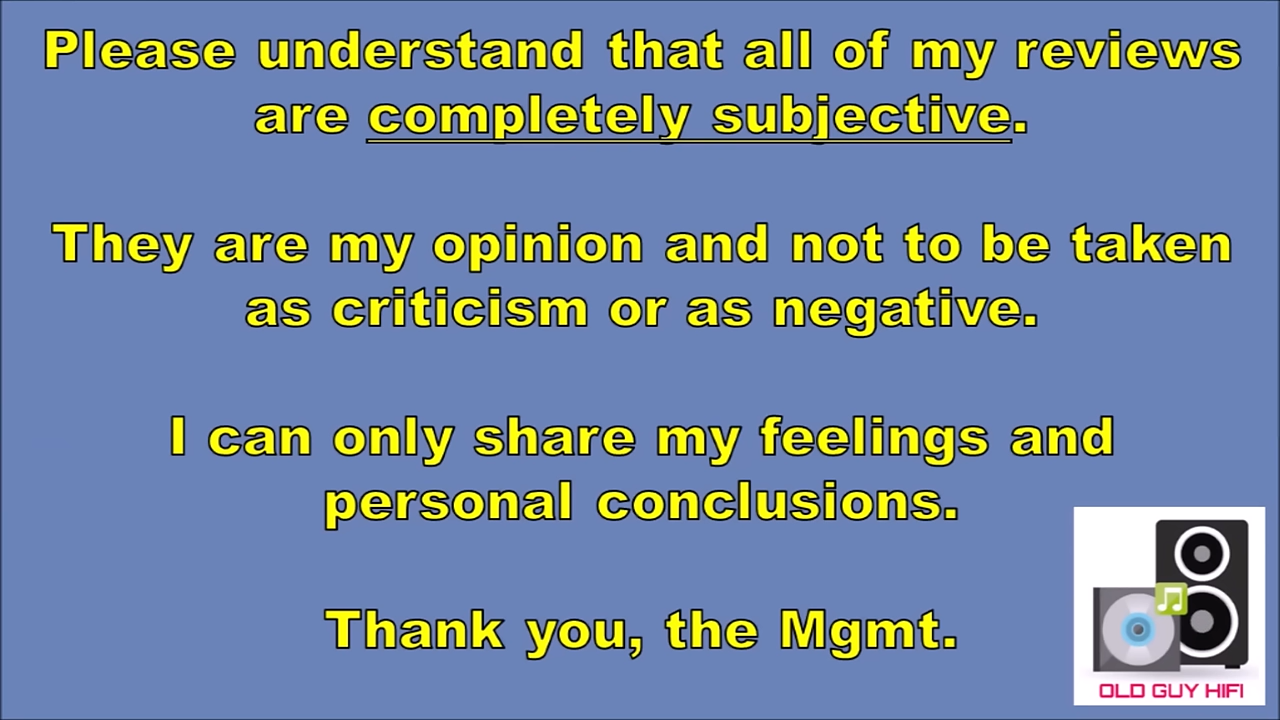 Please understand that all of my reviews
are completely subjective.
They are my opinion and not to be taken
as criticism or as negative.
I can only share my feelings and
personal conclusions.
Thank you, the Mgmt.
OLD GUY HIFI